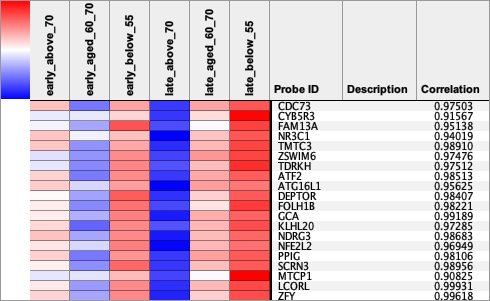 early_above_70
early_aged_60_70
early_below_55
late_above_70
late_aged_60_70
late_below_55
Probe ID Description Correlation
CDC73 0.97503
CYB5R3 0.91567
FAM13A 0.95138
NR3C1 0.94019
TMTC3 0.98910
ZSWIM6 0.97476
TDRKH 0.97512
ATF2 0.98513
ATG16L1 0.95625
DEPTOR 0.98407
FOLH1B 0.98221
GCA 0.99189
KLHL20 0.97285
NDRG3 0.98683
NFE2L2 0.96949
PPIG 0.98106
SCRN3 0.98956
MTCP1 0.90825
LCORL 0.99931
ZFY 0.99618